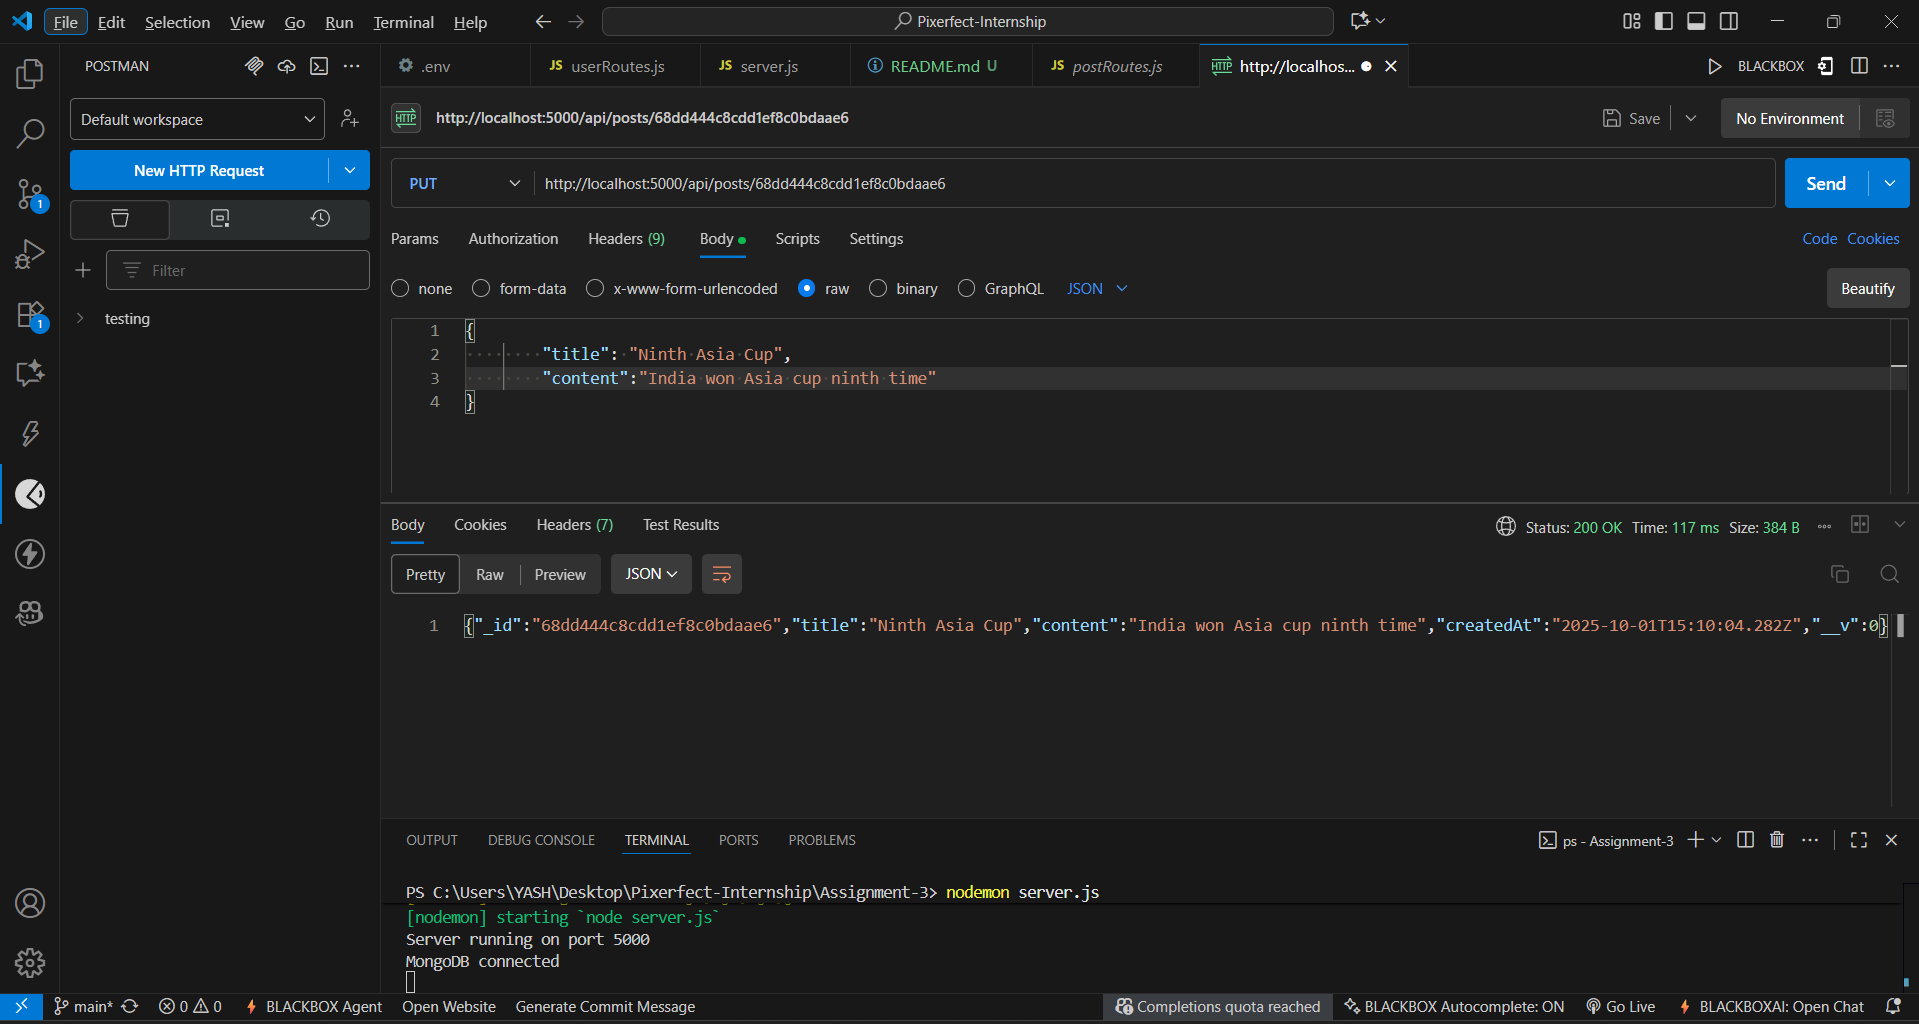 File Edit Selection View Go Run Terminal Help
Pixerfect-Internship
POSTMAN
.env
JS userRoutes.js
JS server.js
README.md U
JS postRoutes.js
HTTP http://localhos...
BLACKBOX
Default workspace
HTTP http://localhost:5000/api/posts/68dd444c8cdd1ef8c0bdaae6
Save
No Environment
New HTTP Request
PUT http://localhost:5000/api/posts/68dd444c8cdd1ef8c0bdaae6
Send
1
Params Authorization Headers (9) Body Scripts Settings
Code Cookies
Filter
none form-data x-www-form-urlencoded raw binary GraphQL JSON
Beautify
1
testing
1 {
2 "title": "Ninth Asia Cup",
3 "content":"India won Asia cup ninth time"
4 }
Body Cookies Headers (7) Test Results
Status: 200 OK Time: 117 ms Size: 384 B
Pretty Raw Preview JSON
1 {"_id":"68dd444c8cdd1ef8c0bdaae6","title":"Ninth Asia Cup","content":"India won Asia cup ninth time","createdAt":"2025-10-01T15:10:04.282Z","__v":0}
OUTPUT DEBUG CONSOLE TERMINAL PORTS PROBLEMS
ps - Assignment-3
PS C:\Users\YASH\Desktop\Pixerfect-Internship\Assignment-3> nodemon server.js
[nodemon] starting `node server.js`
Server running on port 5000
MongoDB connected
main* 0 0 BLACKBOX Agent Open Website Generate Commit Message
Completions quota reached BLACKBOX Autocomplete: ON Go Live BLACKBOXAI: Open Chat